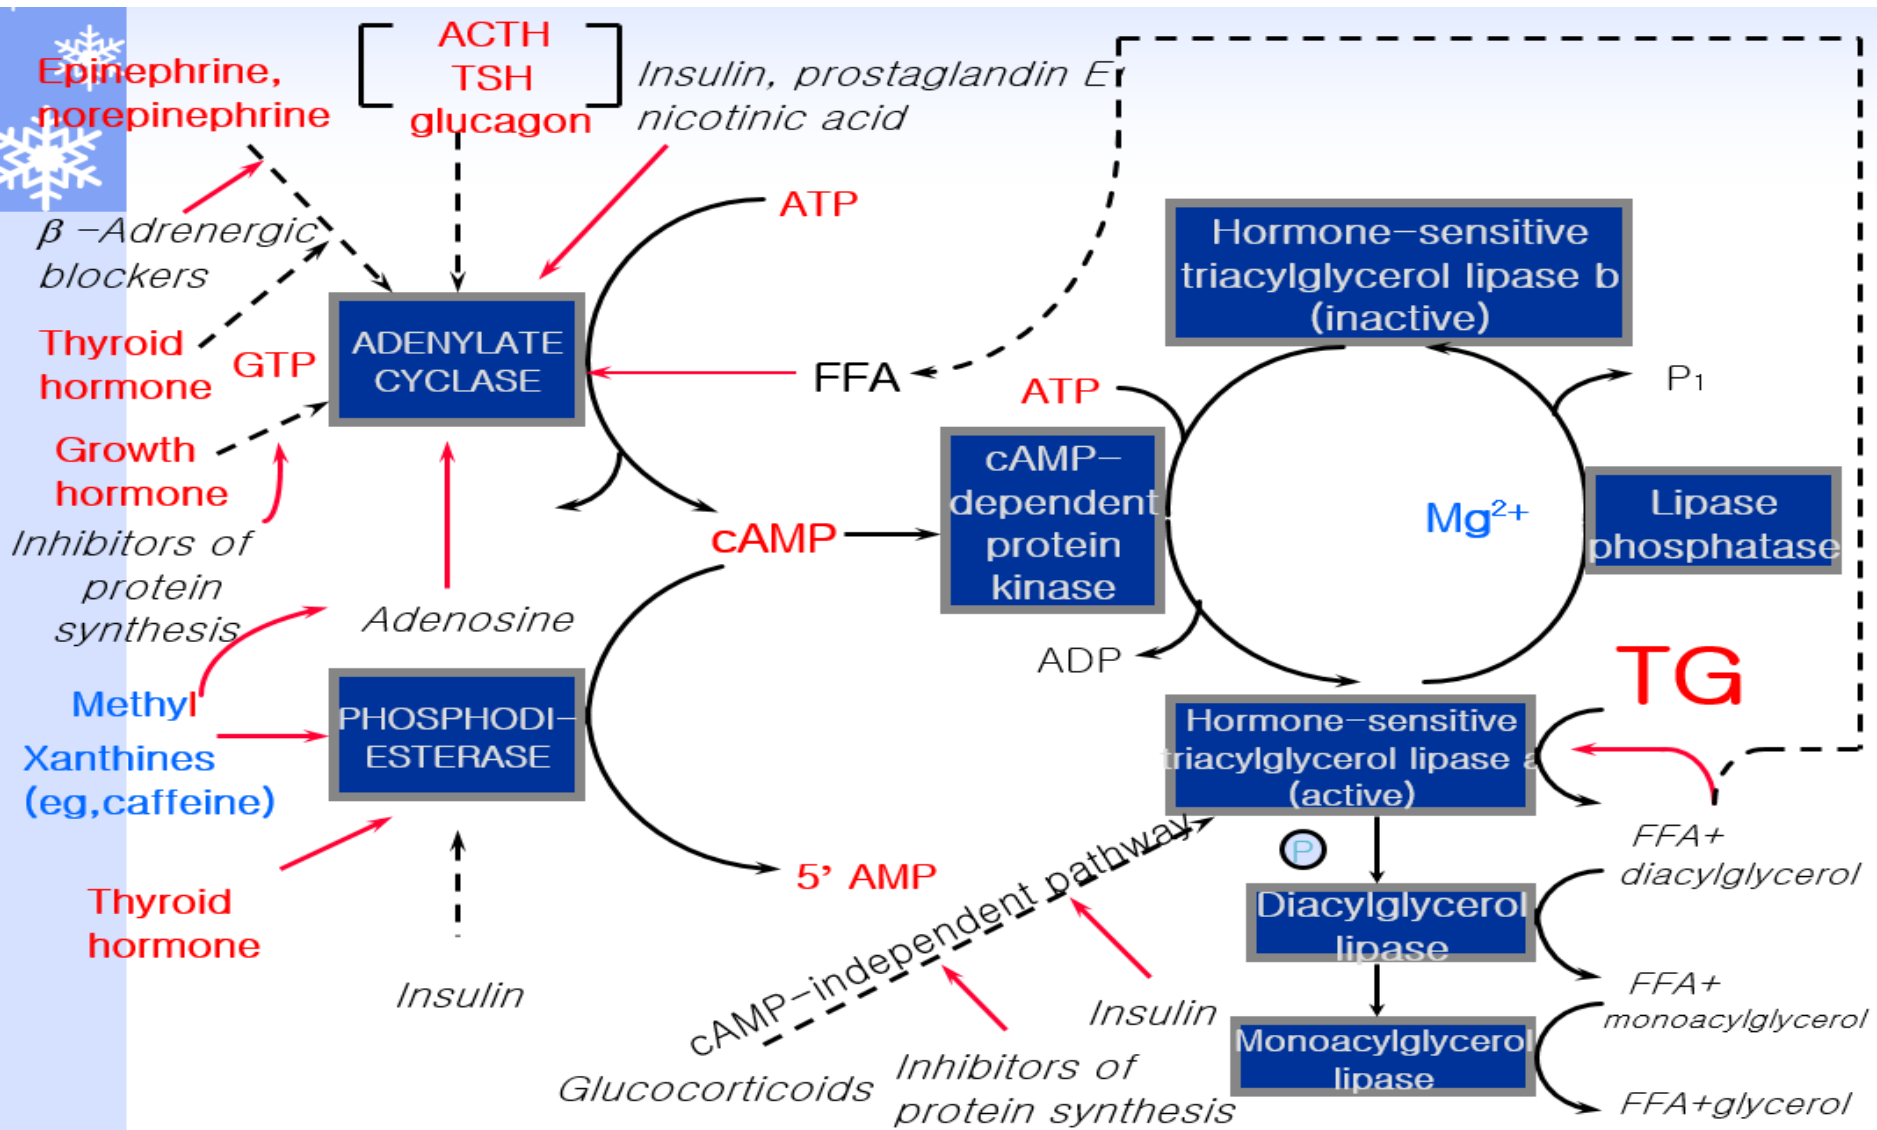 Epinephrine,
norepinephrine
ACTH
TSH
glucagon
Insulin, prostaglandin E
nicotinic acid
β –Adrenergic
blockers
Thyroid
hormone
GTP
Growth
hormone
Inhibitors of
protein
synthesis
ADENYLATE
CYCLASE
ATP
FFA
cAMP
Adenosine
Methyl
Xanthines
(eg,caffeine)
PHOSPHODI–
ESTERASE
Thyroid
hormone
Insulin
5’ AMP
Hormone–sensitive
triacylglycerol lipase b
(inactive)
ATP
P1
cAMP–
dependent
protein
kinase
Mg2+
Lipase
phosphatase
ADP
TG
Hormone–sensitive
triacylglycerol lipase a
(active)
P
FFA+
diacylglycerol
Diacylglycerol
lipase
FFA+
monoacylglycerol
Monoacylglycerol
lipase
FFA+glycerol
cAMP–independent pathway
Insulin
Glucocorticoids
Inhibitors of
protein synthesis